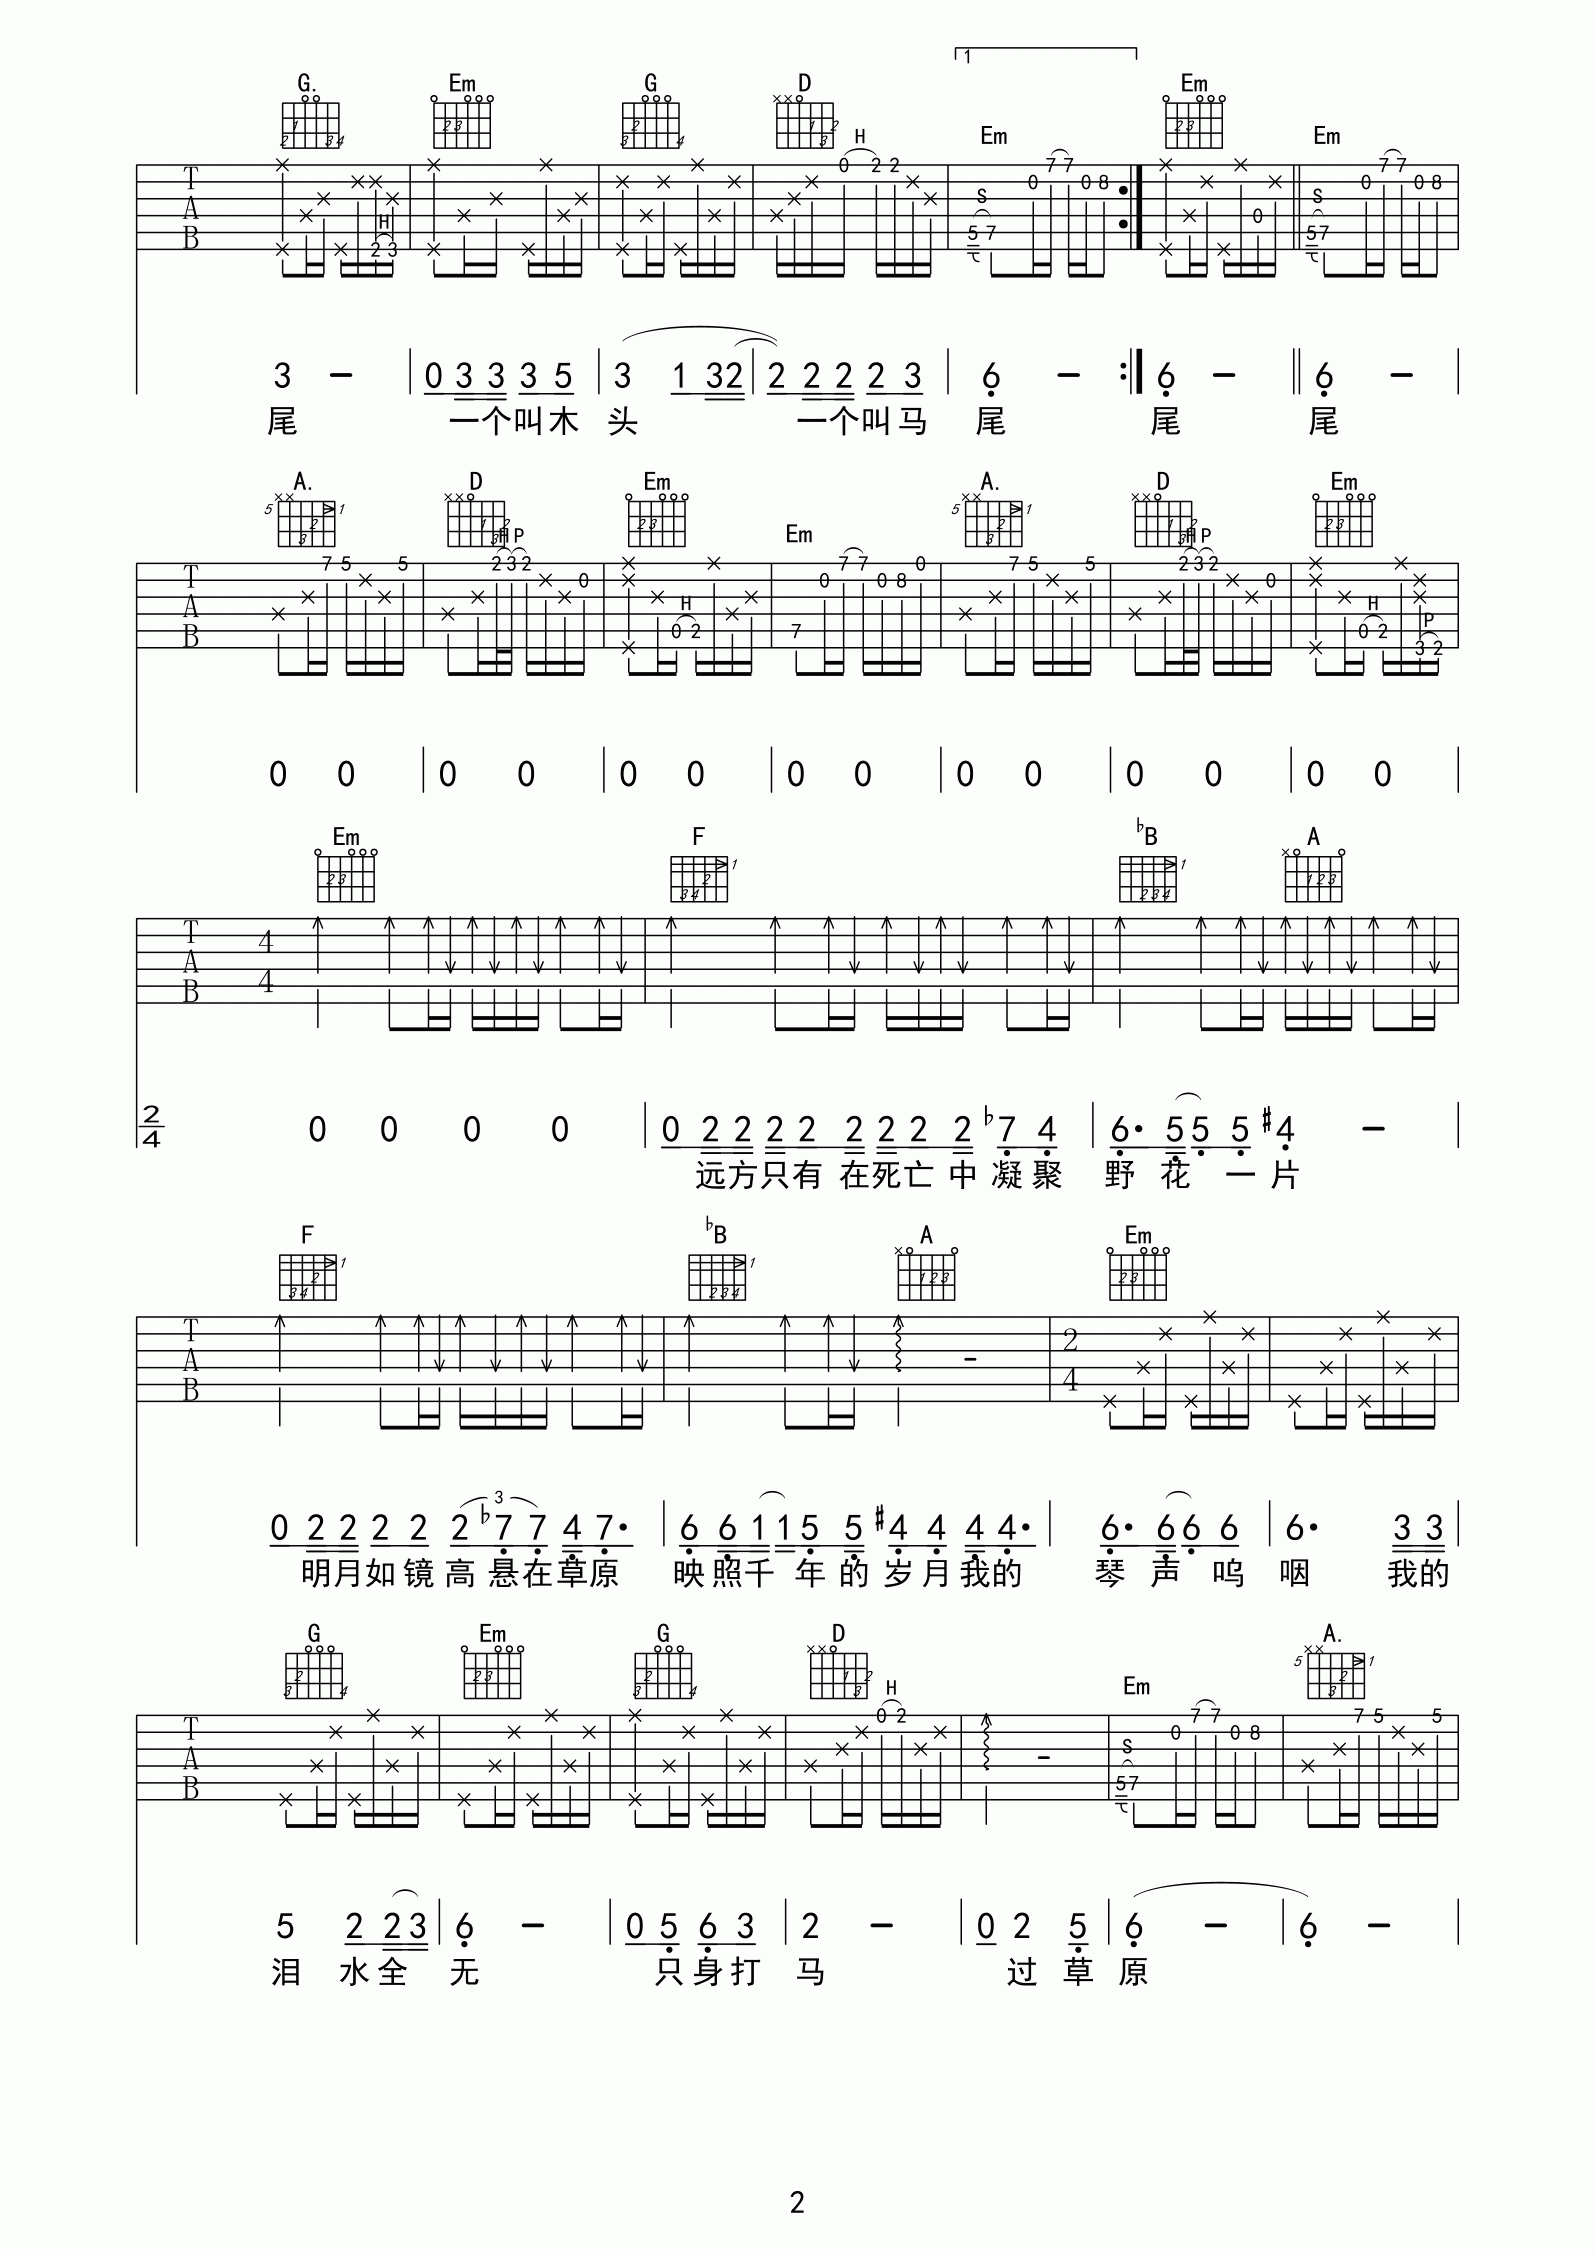 1
G. Em G D Em Em Em
H S S
H
T A B
3 — 0 3 3 3 5 3 1 3 2 2 2 2 2 3 6 — 6 — 6 —
尾 一个叫木 头 一个叫马 尾 尾 尾
A. D Em Em A. D Em
H P H H P H P
T A B
0 0 0 0 0 0 0 0 0 0 0 0 0 0
Em F ♭B A
T A B 4/4
2/4 0 0 0 0 0 2 2 2 2 2 2 2 2 ♭7 4 6· 5 5 5 #4 —
远方只有 在死亡 中 凝聚 野 花 一片
F ♭B A Em
T A B 2/4
3
0 2 2 2 2 2 ♭7 7 4 7· 6 6 1 1 5 5 #4 4 4 4· 6· 6 6 6 6· 3 3
明月如镜高悬在草原 映照千 年的岁月我的 琴 声 呜 咽 我的
G Em G D Em A.
H S
T A B
5 2 2 3 6 — 0 5 6 3 2 — 0 2 5 6 — 6 —
泪 水全 无 只身打 马 过 草 原
2